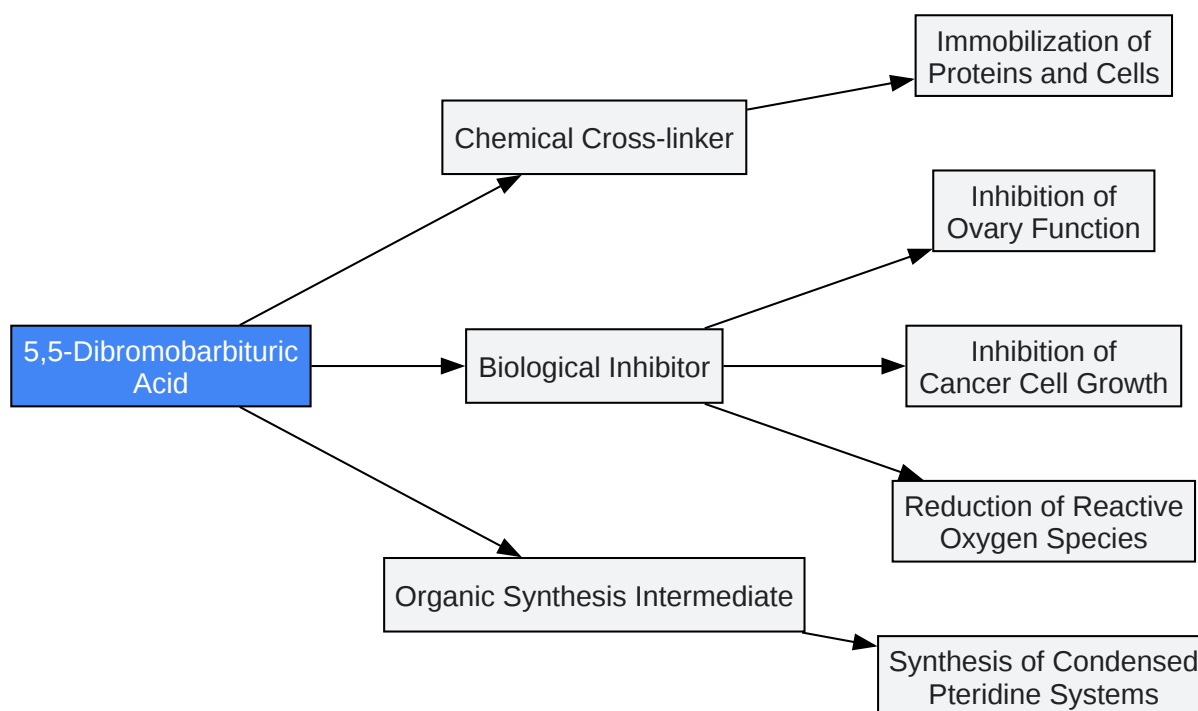 Immobilization of
Proteins and Cells
Chemical Cross-linker
Inhibition of
Ovary Function
5,5-Dibromobarbituric
Acid
Biological Inhibitor
Inhibition of
Cancer Cell Growth
Reduction of Reactive
Oxygen Species
Organic Synthesis Intermediate
Synthesis of Condensed
Pteridine Systems